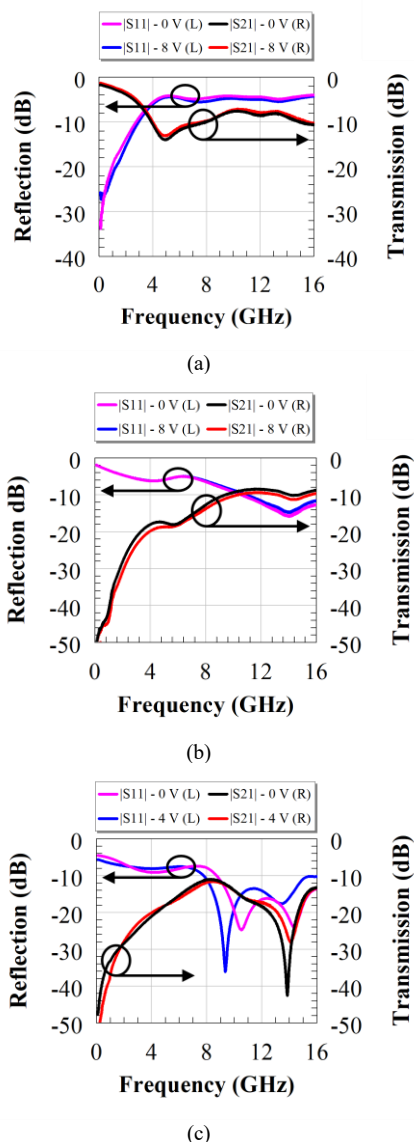 |S11| - 0 V (L) |S21| - 0 V (R)
|S11| - 8 V (L) |S21| - 8 V (R)
0 0
-10 -10
-20 -20
-30 -30
-40 -40
Reflection (dB)
Transmission (dB)
0 4 8 12 16
Frequency (GHz)
(a)
|S11| - 0 V (L) |S21| - 0 V (R)
|S11| - 8 V (L) |S21| - 8 V (R)
0 0
-10 -10
-20 -20
-30 -30
-40 -40
-50 -50
Reflection dB)
Transmission dB)
0 4 8 12 16
Frequency (GHz)
(b)
|S11| - 0 V (L) |S21| - 0 V (R)
|S11| - 4 V (L) |S21| - 4 V (R)
0 0
-10 -10
-20 -20
-30 -30
-40 -40
-50 -50
Reflection (dB)
Transmission (dB)
0 4 8 12 16
Frequency (GHz)
(c)